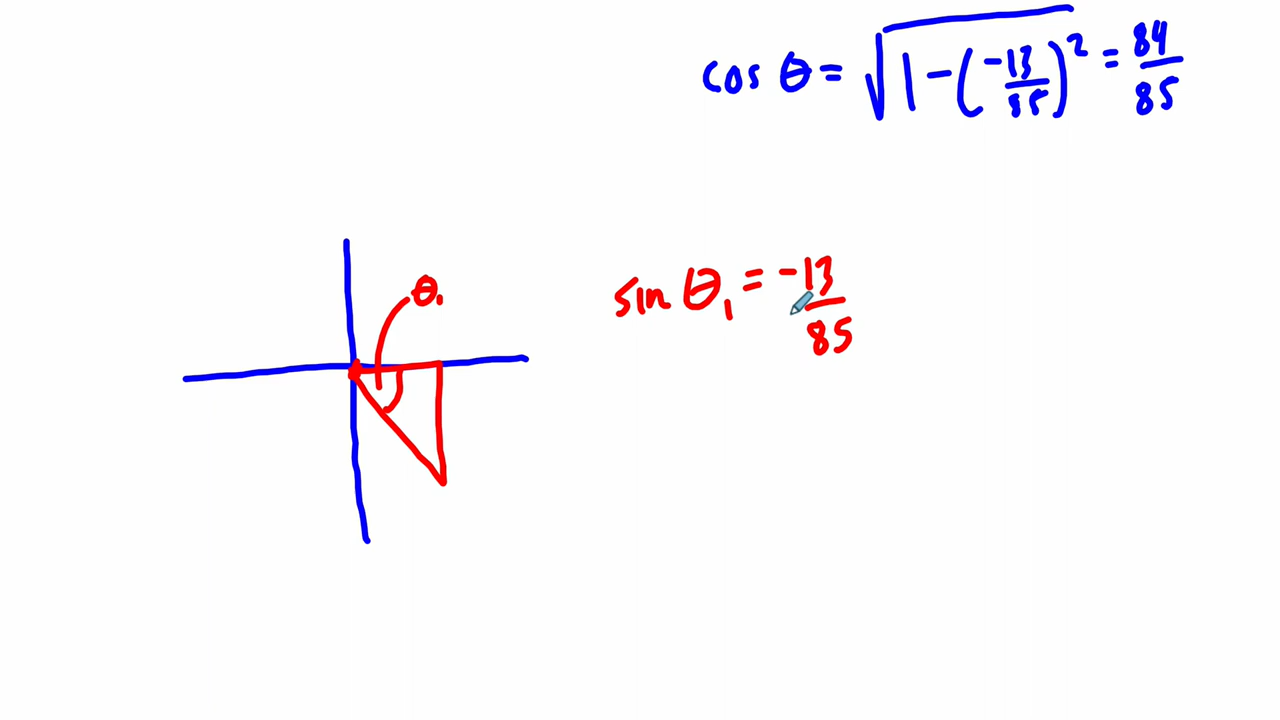 cos θ = √(1 - (-13/85)²) = 84/85
θ₁
sin θ₁ = -13/85